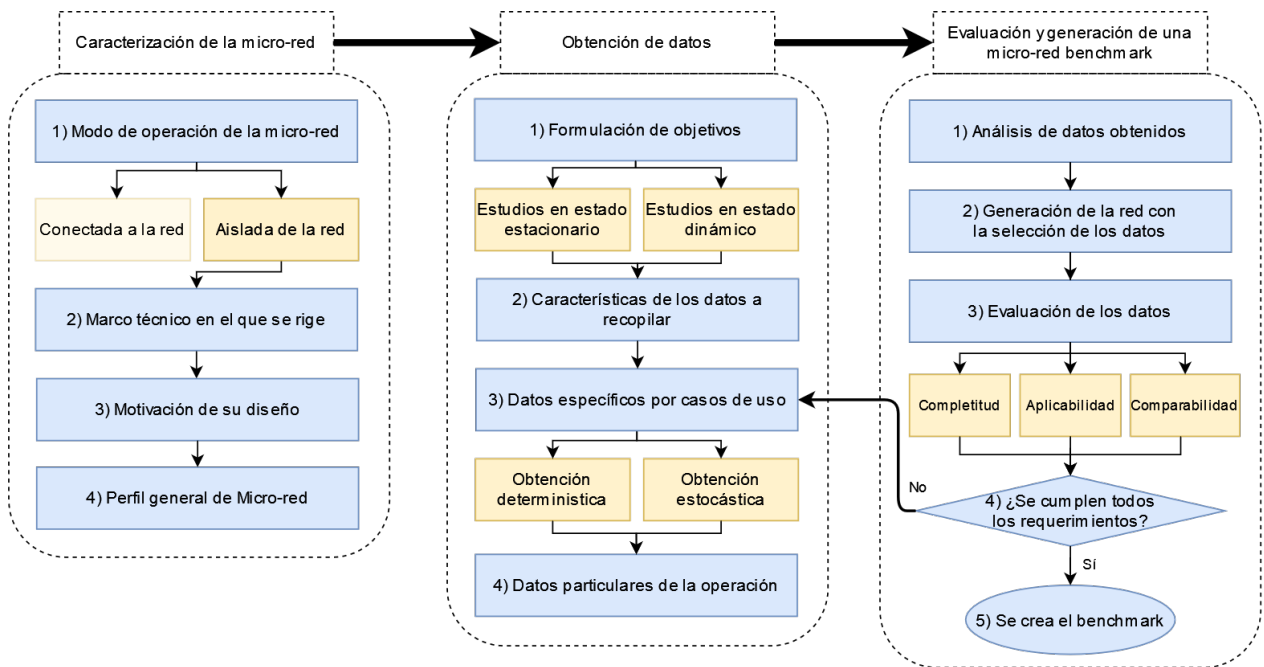 Caracterización de la micro-red
Obtención de datos
Evaluación y generación de una
micro-red benchmark
1) Modo de operación de la micro-red
Conectada a la red
Aislada de la red
2) Marco técnico en el que se rige
3) Motivación de su diseño
4) Perfil general de Micro-red
1) Formulación de objetivos
Estudios en estado
estacionario
Estudios en estado
dinámico
2) Características de los datos a
recopilar
3) Datos específicos por casos de uso
Obtención
deterministica
Obtención
estocástica
4) Datos particulares de la operación
1) Análisis de datos obtenidos
2) Generación de la red con
la selección de los datos
3) Evaluación de los datos
Completitud
Aplicabilidad
Comparabilidad
4) ¿Se cumplen todos
los requerimientos?
No
Sí
5) Se crea el benchmark